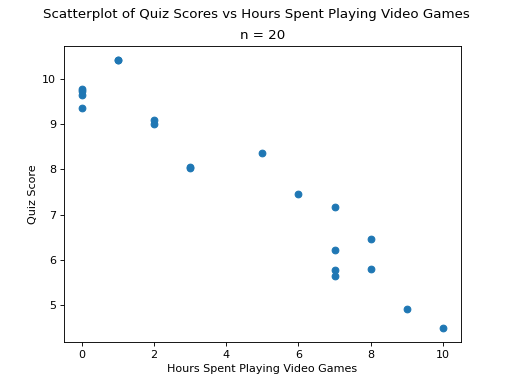 Scatterplot of Quiz Scores vs Hours Spent Playing Video Games
n = 20
10
9
8
7
6
5
Quiz Score
0 2 4 6 8 10
Hours Spent Playing Video Games